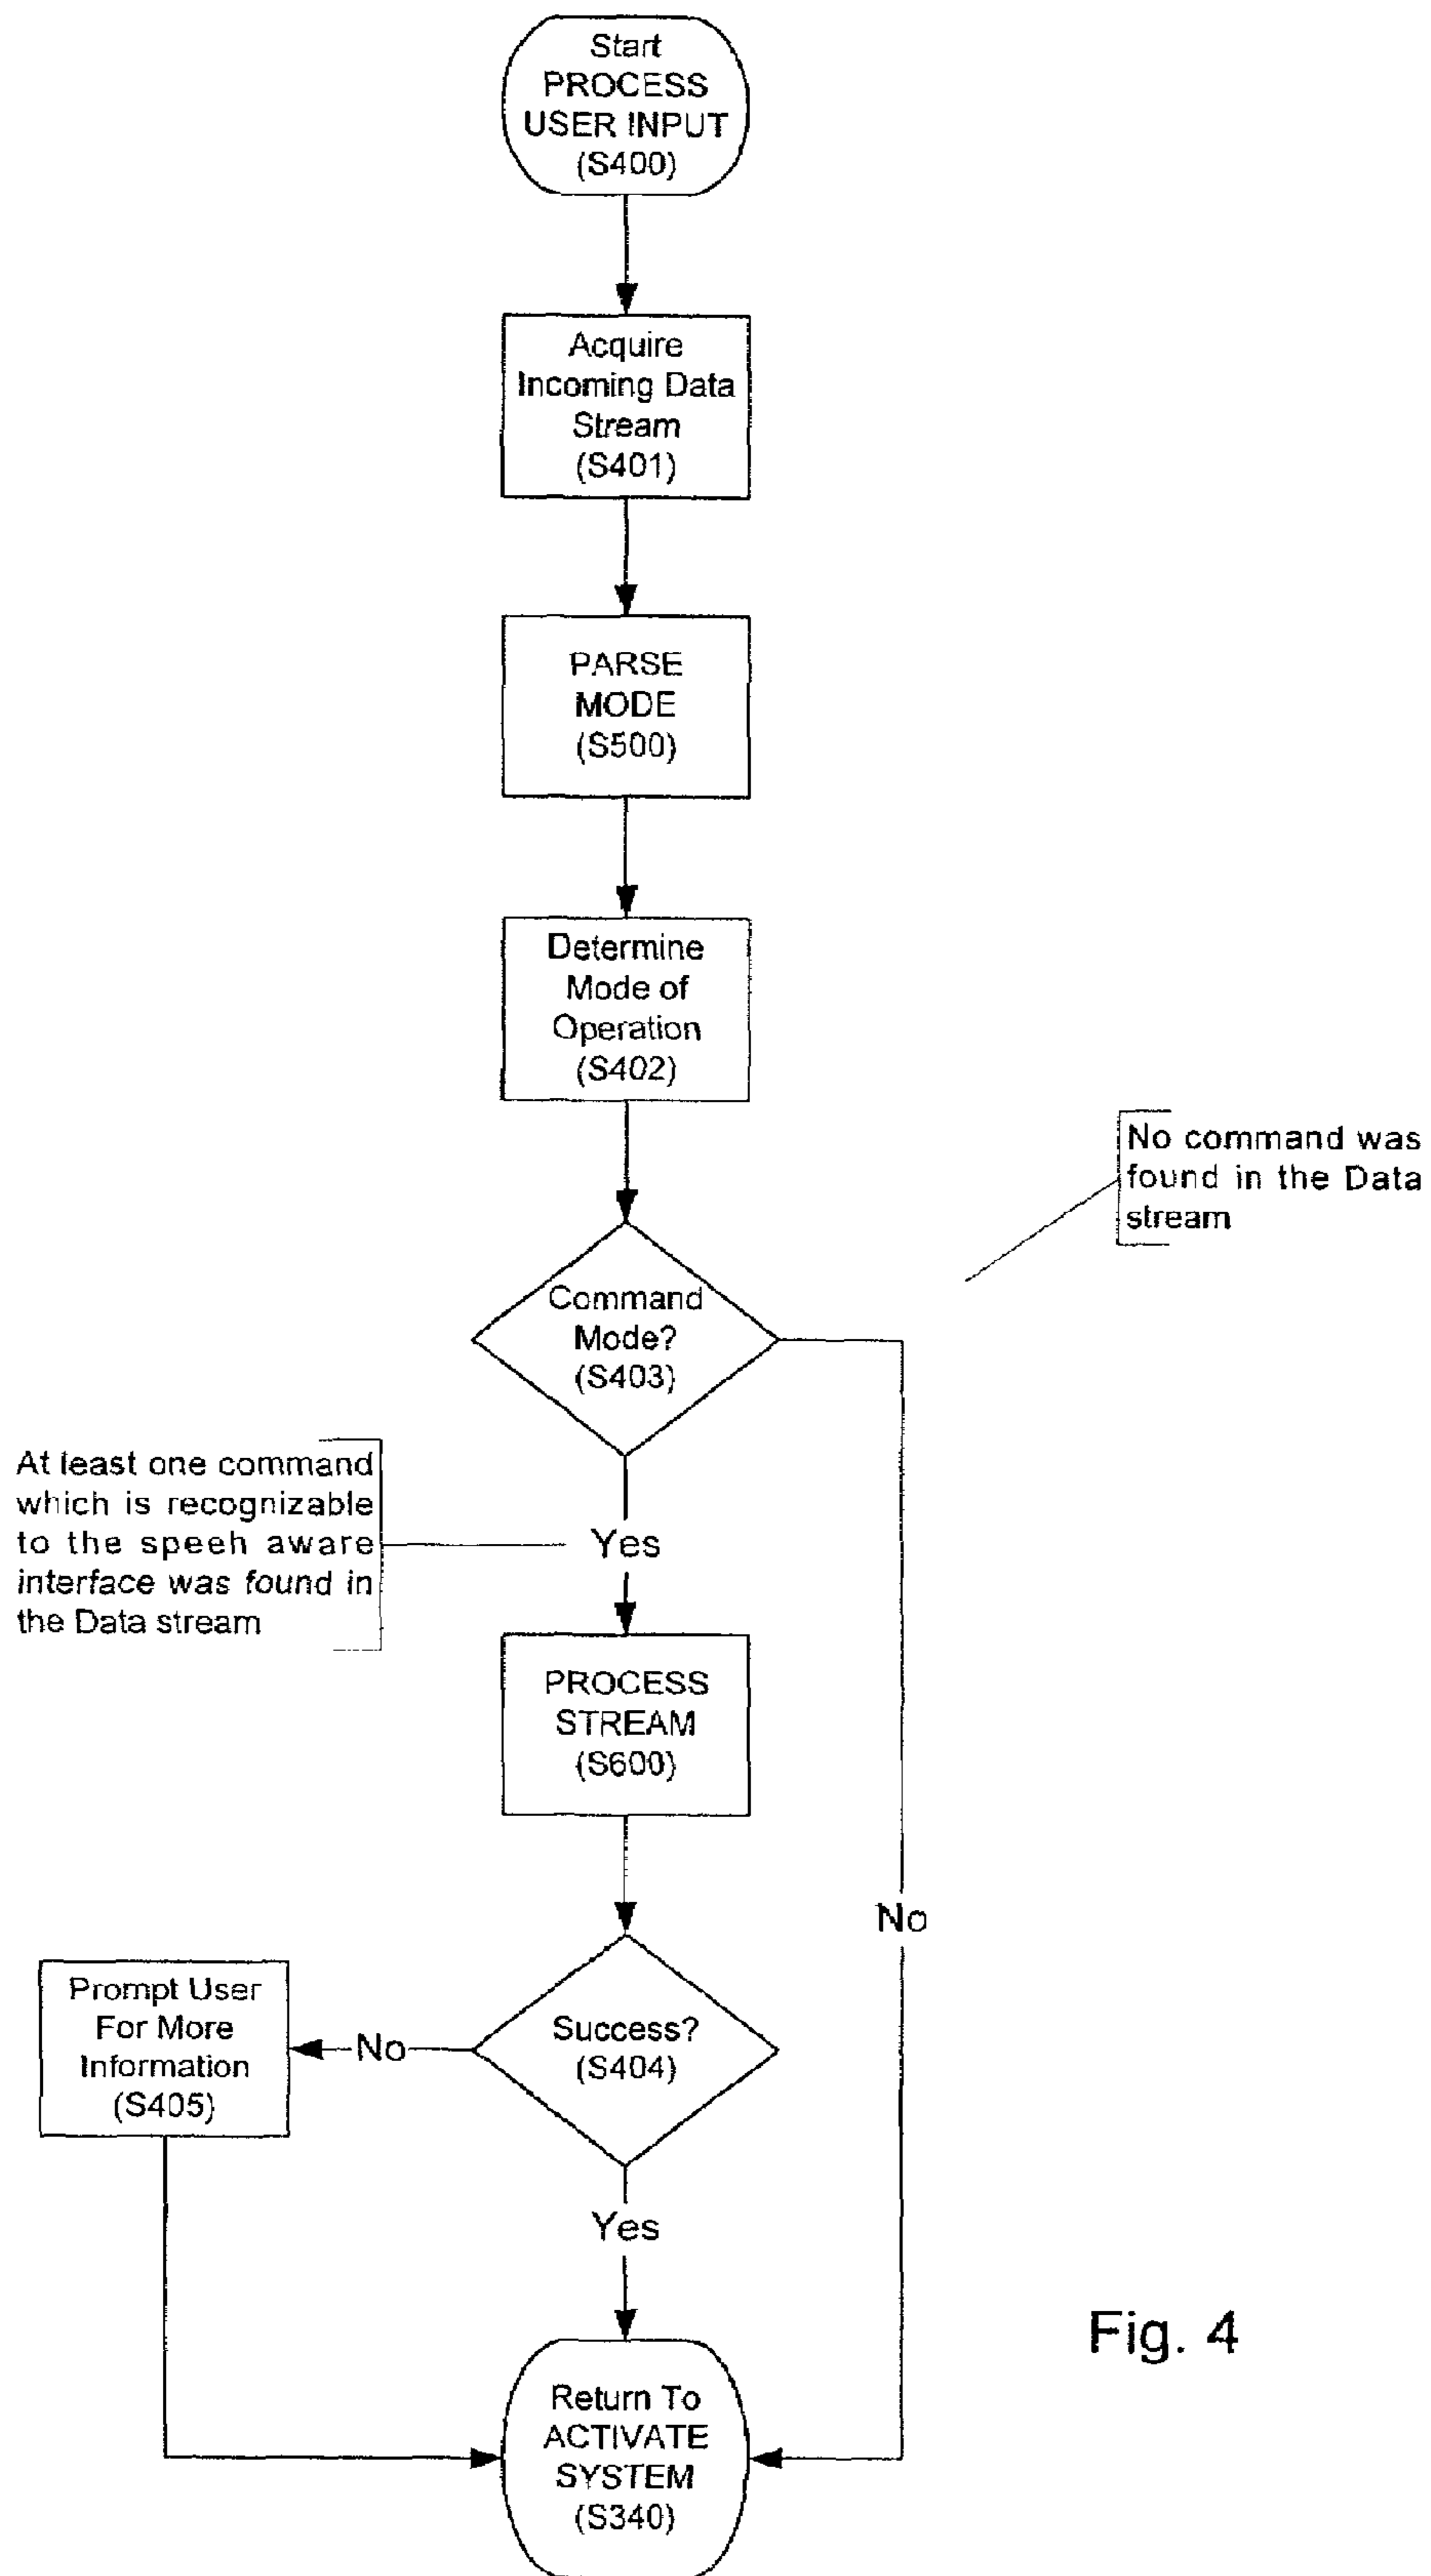 Start
PROCESS
USER INPUT
(S400)
Acquire
Incoming Data
Stream
(S401)
PARSE
MODE
(S500)
Determine
Mode of
Operation
(S402)
No command was
found in the Data
stream
Command
Mode?
(S403)
At least one command
which is recognizable
to the speeh aware
interface was found in
the Data stream
Yes
PROCESS
STREAM
(S600)
No
Prompt User
For More
Information
(S405)
No
Success?
(S404)
Yes
Fig. 4
Return To
ACTIVATE
SYSTEM
(S340)